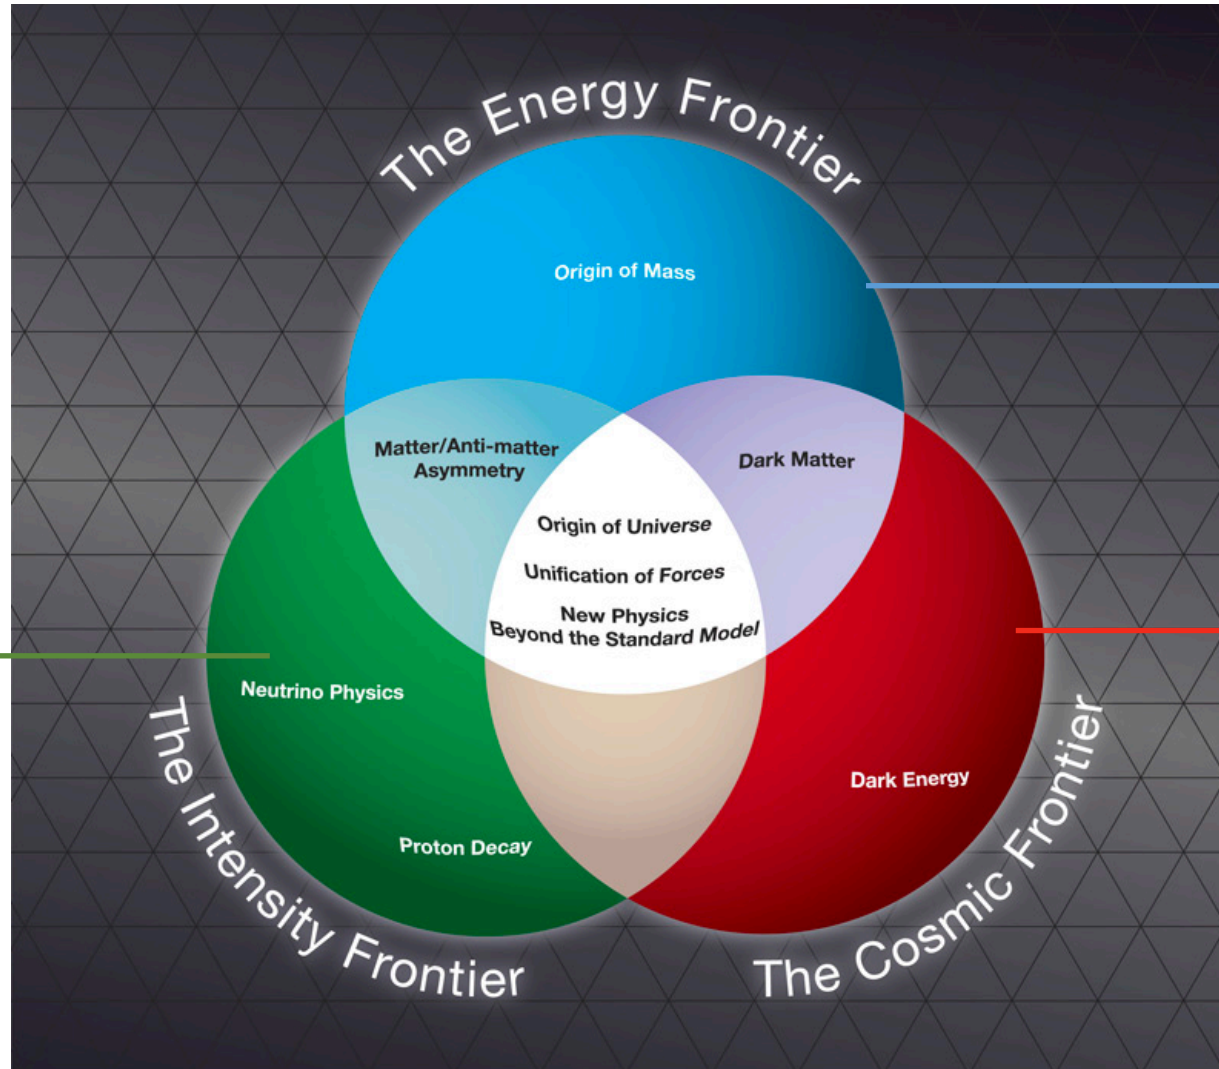 The Energy Frontier
Origin of Mass
Matter/Anti-matter
Asymmetry
Dark Matter
Origin of Universe
Unification of Forces
New Physics
Beyond the Standard Model
Neutrino Physics
Dark Energy
Proton Decay
The Intensity Frontier
The Cosmic Frontier